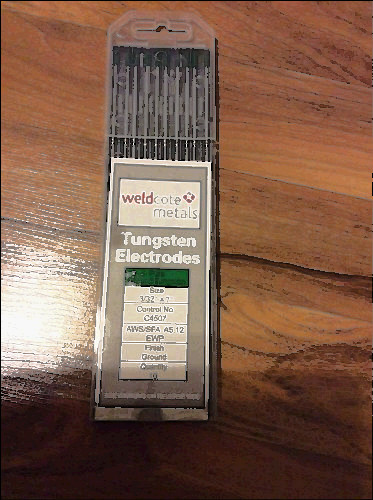 weldcote
metals
Tungsten
Electrodes
Size
3/32 x 7
Control No
C4507
AWS/SFA A5.12
EWP
Finish
Ground
Quantity
10